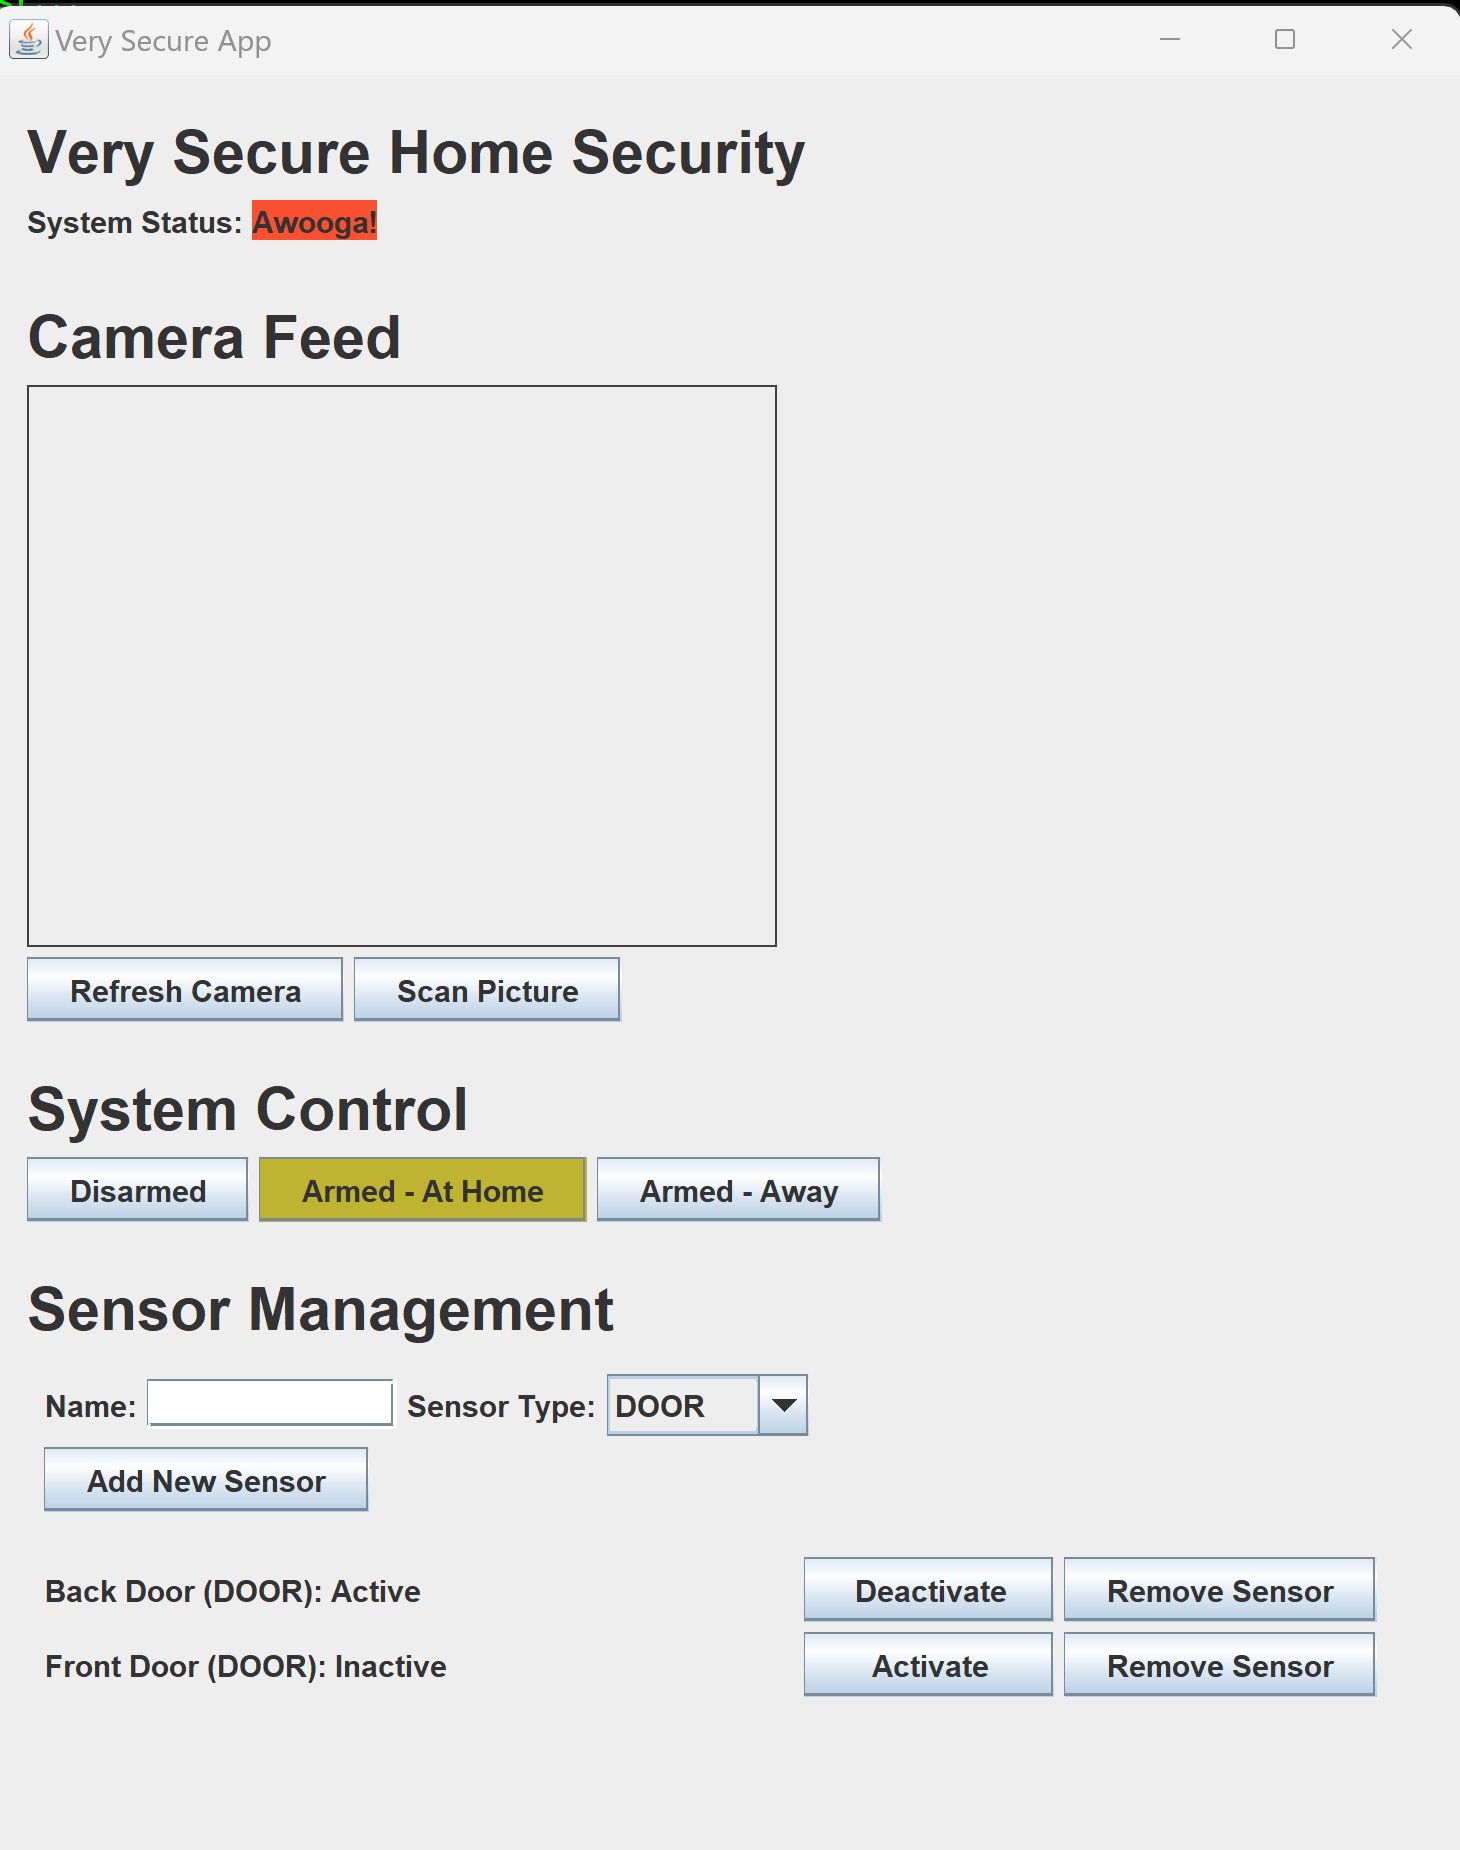 Very Secure App
Very Secure Home Security
System Status: Awooga!
Camera Feed
Refresh Camera Scan Picture
System Control
Disarmed Armed - At Home Armed - Away
Sensor Management
Name: Sensor Type: DOOR
Add New Sensor
Back Door (DOOR): Active Deactivate Remove Sensor
Front Door (DOOR): Inactive Activate Remove Sensor